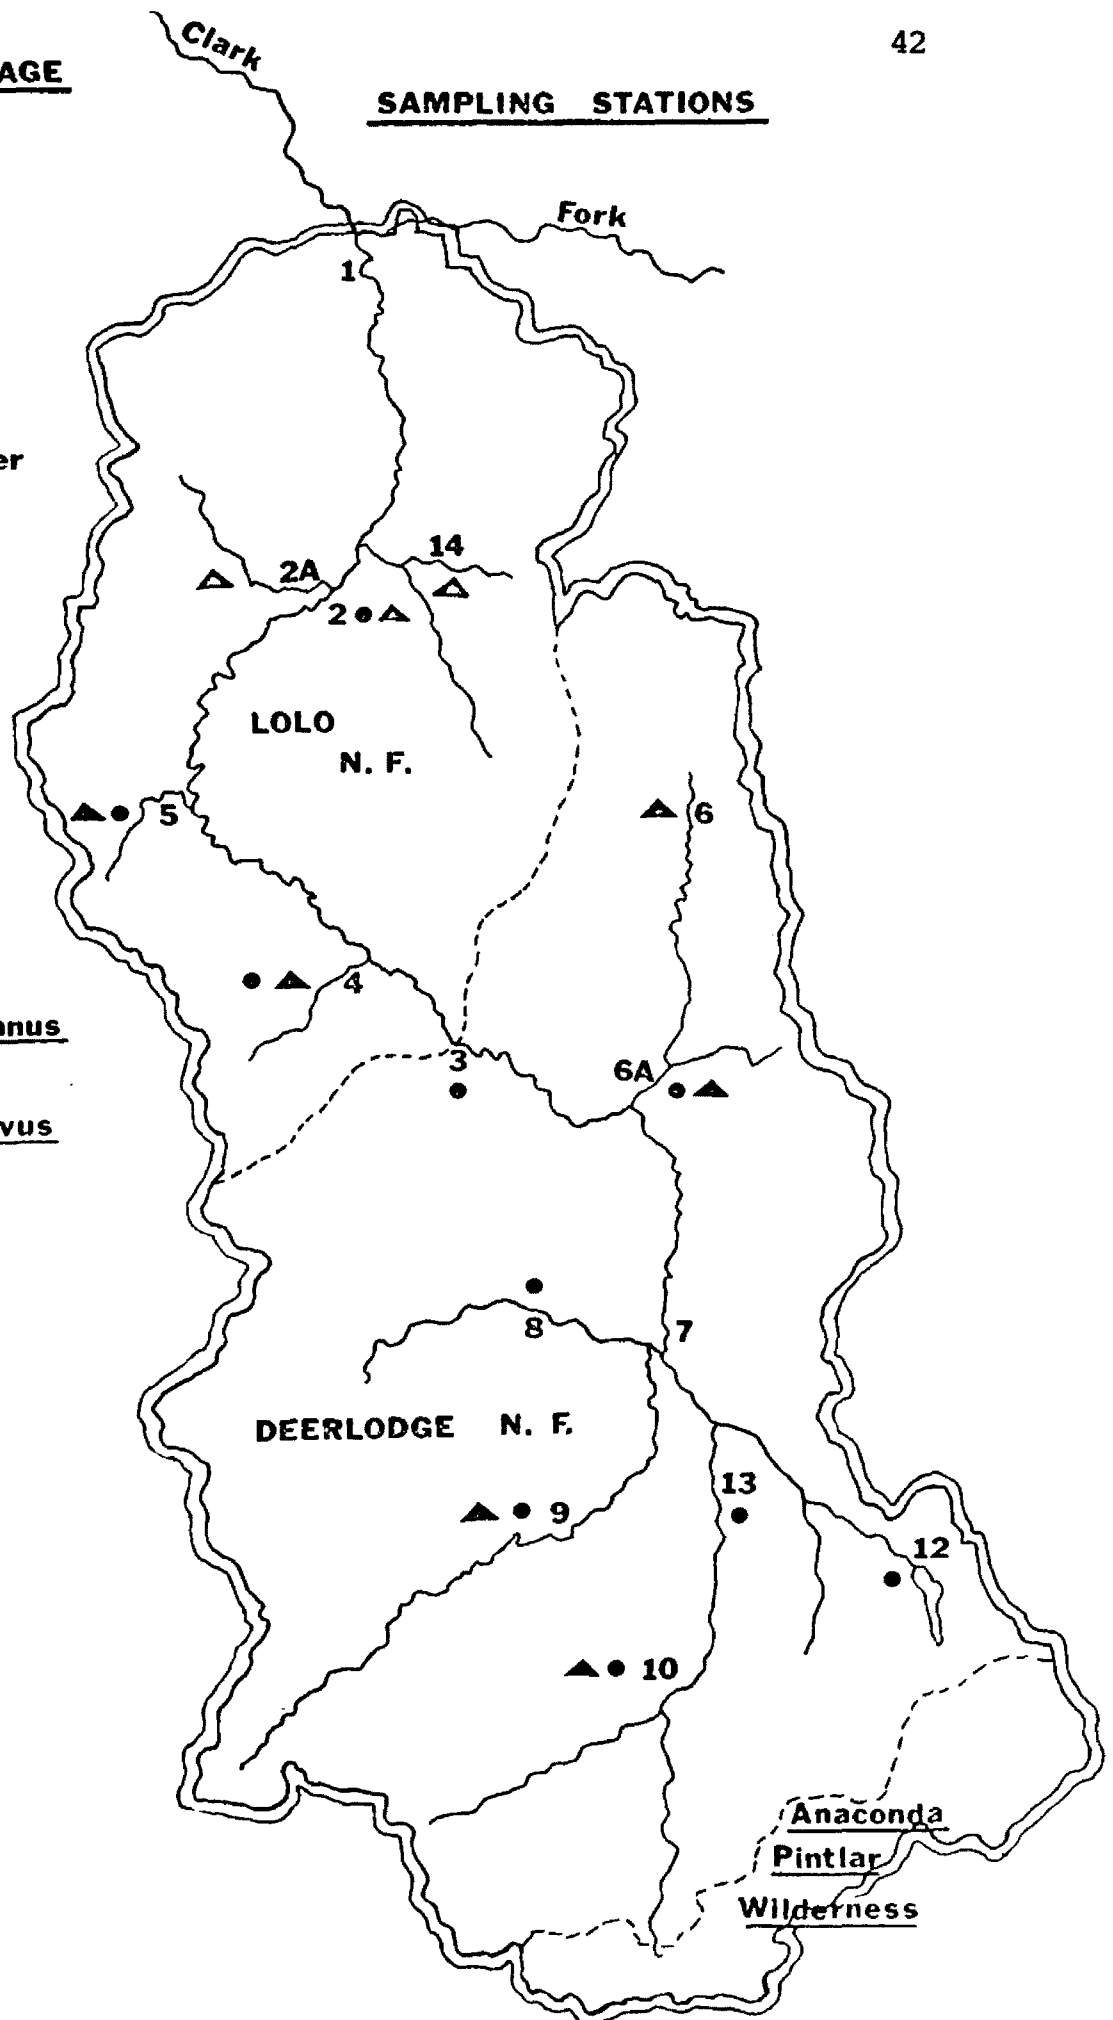 42
AGE
SAMPLING STATIONS
Clark
Fork
1
er
14
2A
2
LOLO
N. F.
5
6
4
nnus
3
6A
vus
8
7
DEERLODGE N. F.
13
9
12
10
Anaconda
Pintlar
Wilderness